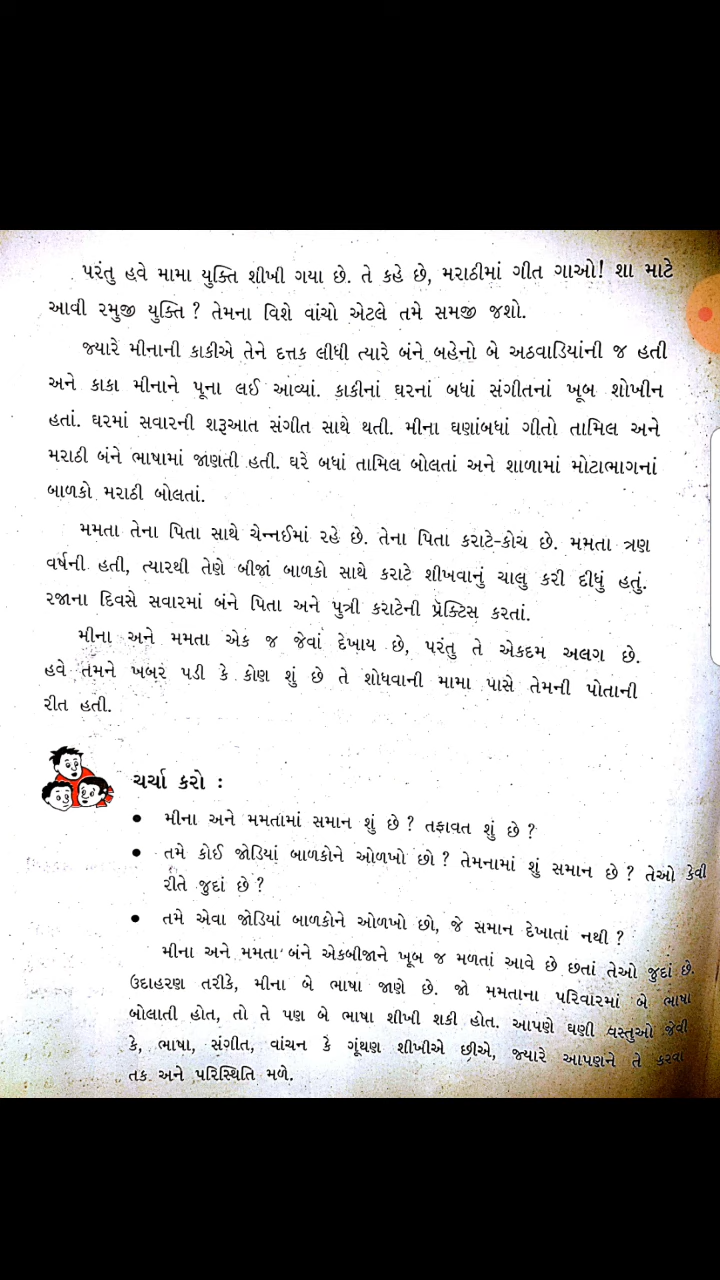 પરંતુ હવે મામા યુક્તિ શીખી ગયા છે. તે કહે છે, મરાઠીમાં ગીત ગાઓ! શા માટે
આવી રમુજી યુક્તિ ? તેમના વિશે વાંચો એટલે તમે સમજી જશો.
જ્યારે મીનાની કાકીએ તેને દત્તક લીધી ત્યારે બંને બહેનો બે અઠવાડિયાંની જ હતી
અને કાકા મીનાને પૂના લઈ આવ્યાં. કાકીનાં ઘરનાં બધાં સંગીતનાં ખૂબ શોખીન
હતાં. ઘરમાં સવારની શરૂઆત સંગીત સાથે થતી. મીના ઘણાંબધાં ગીતો તામિલ અને
મરાઠી બંને ભાષામાં જાણતી હતી. ઘરે બધાં તામિલ બોલતાં અને શાળામાં મોટાભાગનાં
બાળકો મરાઠી બોલતાં.
મમતા તેના પિતા સાથે ચેન્નઈમાં રહે છે. તેના પિતા કરાટે-કોચ છે. મમતા ત્રણ
વર્ષની હતી, ત્યારથી તેણે બીજાં બાળકો સાથે કરાટે શીખવાનું ચાલુ કરી દીધું હતું.
રજાના દિવસે સવારમાં બંને પિતા અને પુત્રી કરાટેની પ્રૅક્ટિસ કરતાં.
મીના અને મમતા એક જ જેવાં દેખાય છે, પરંતુ તે એકદમ અલગ છે.
હવે તમને ખબર પડી કે કોણ શું છે તે શોધવાની મામા પાસે તેમની પોતાની
રીત હતી.
ચર્ચા કરો :
• મીના અને મમતામાં સમાન શું છે ? તફાવત શું છે ?
• તમે કોઈ જોડિયાં બાળકોને ઓળખો છો ? તેમનામાં શું સમાન છે ? તેઓ કેવી
રીતે જુદાં છે ?
• તમે એવા જોડિયાં બાળકોને ઓળખો છો, જે સમાન દેખાતાં નથી ?
મીના અને મમતા બંને એકબીજાને ખૂબ જ મળતાં આવે છે છતાં તેઓ જુદાં છે.
ઉદાહરણ તરીકે, મીના બે ભાષા જાણે છે. જો મમતાના પરિવારમાં બે ભાષા
બોલાતી હોત, તો તે પણ બે ભાષા શીખી શકી હોત. આપણે ઘણી વસ્તુઓ જેવી
કે, ભાષા, સંગીત, વાંચન કે ગૂંથણ શીખીએ છીએ, જ્યારે આપણને તે કરવા
તક અને પરિસ્થિતિ મળે.